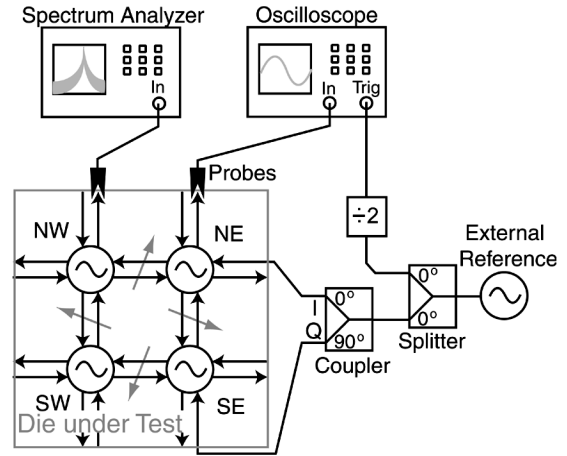 Spectrum Analyzer
Oscilloscope
In
In
Trig
Probes
÷2
NW
NE
External
Reference
0°
I
0°
Q
0°
90°
Splitter
Coupler
SW
SE
Die under Test